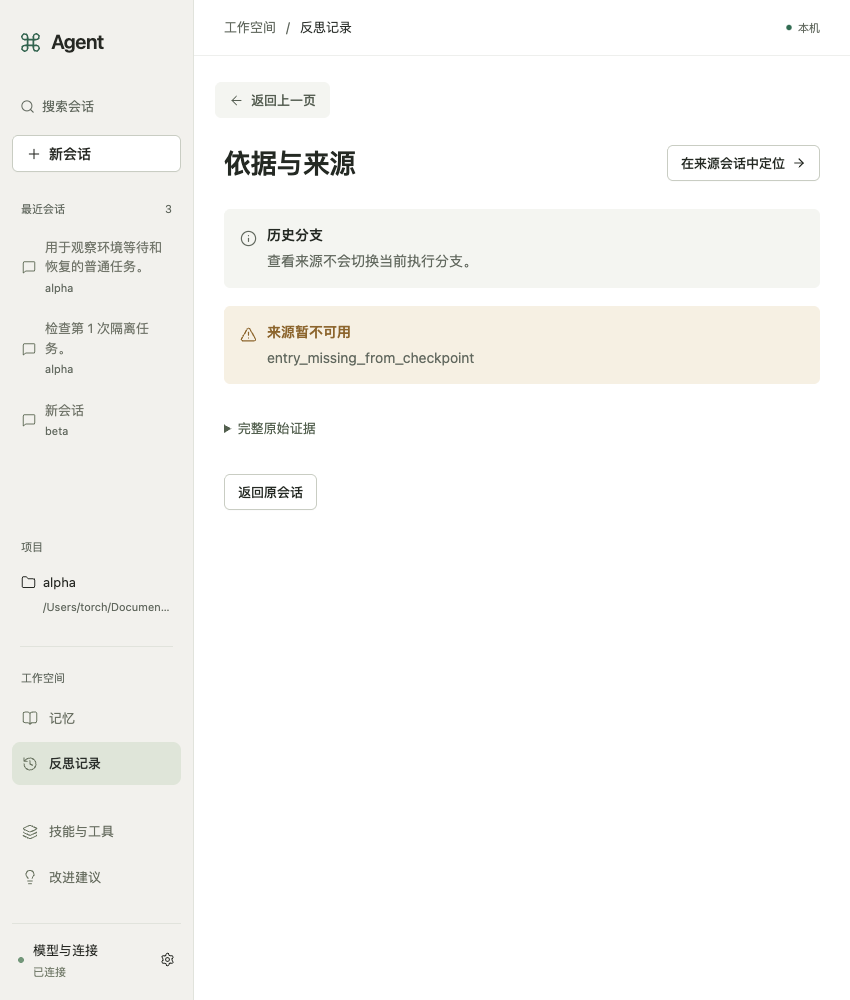 Agent
搜索会话
新会话
最近会话 3
用于观察环境等待和
恢复的普通任务。
alpha
检查第 1 次隔离任
务。
alpha
新会话
beta
项目
alpha
/Users/torch/Documen...
工作空间
记忆
反思记录
技能与工具
改进建议
模型与连接
已连接
工作空间 / 反思记录
本机
返回上一页
依据与来源
在来源会话中定位
历史分支
查看来源不会切换当前执行分支。
来源暂不可用
entry_missing_from_checkpoint
完整原始证据
返回原会话